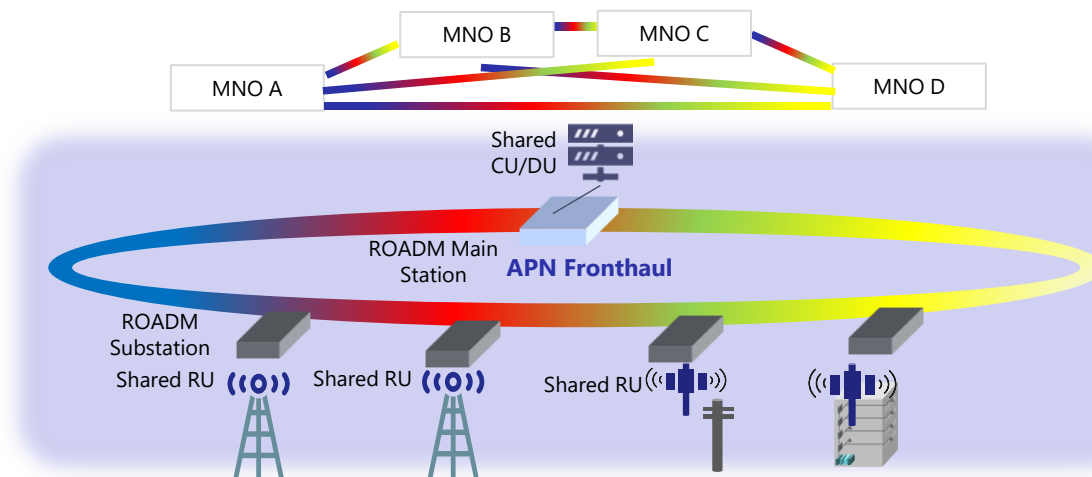 MNO B
MNO C
MNO A
MNO D
Shared
CU/DU
ROADM Main
Station
APN Fronthaul
ROADM
Substation
Shared RU
Shared RU
Shared RU